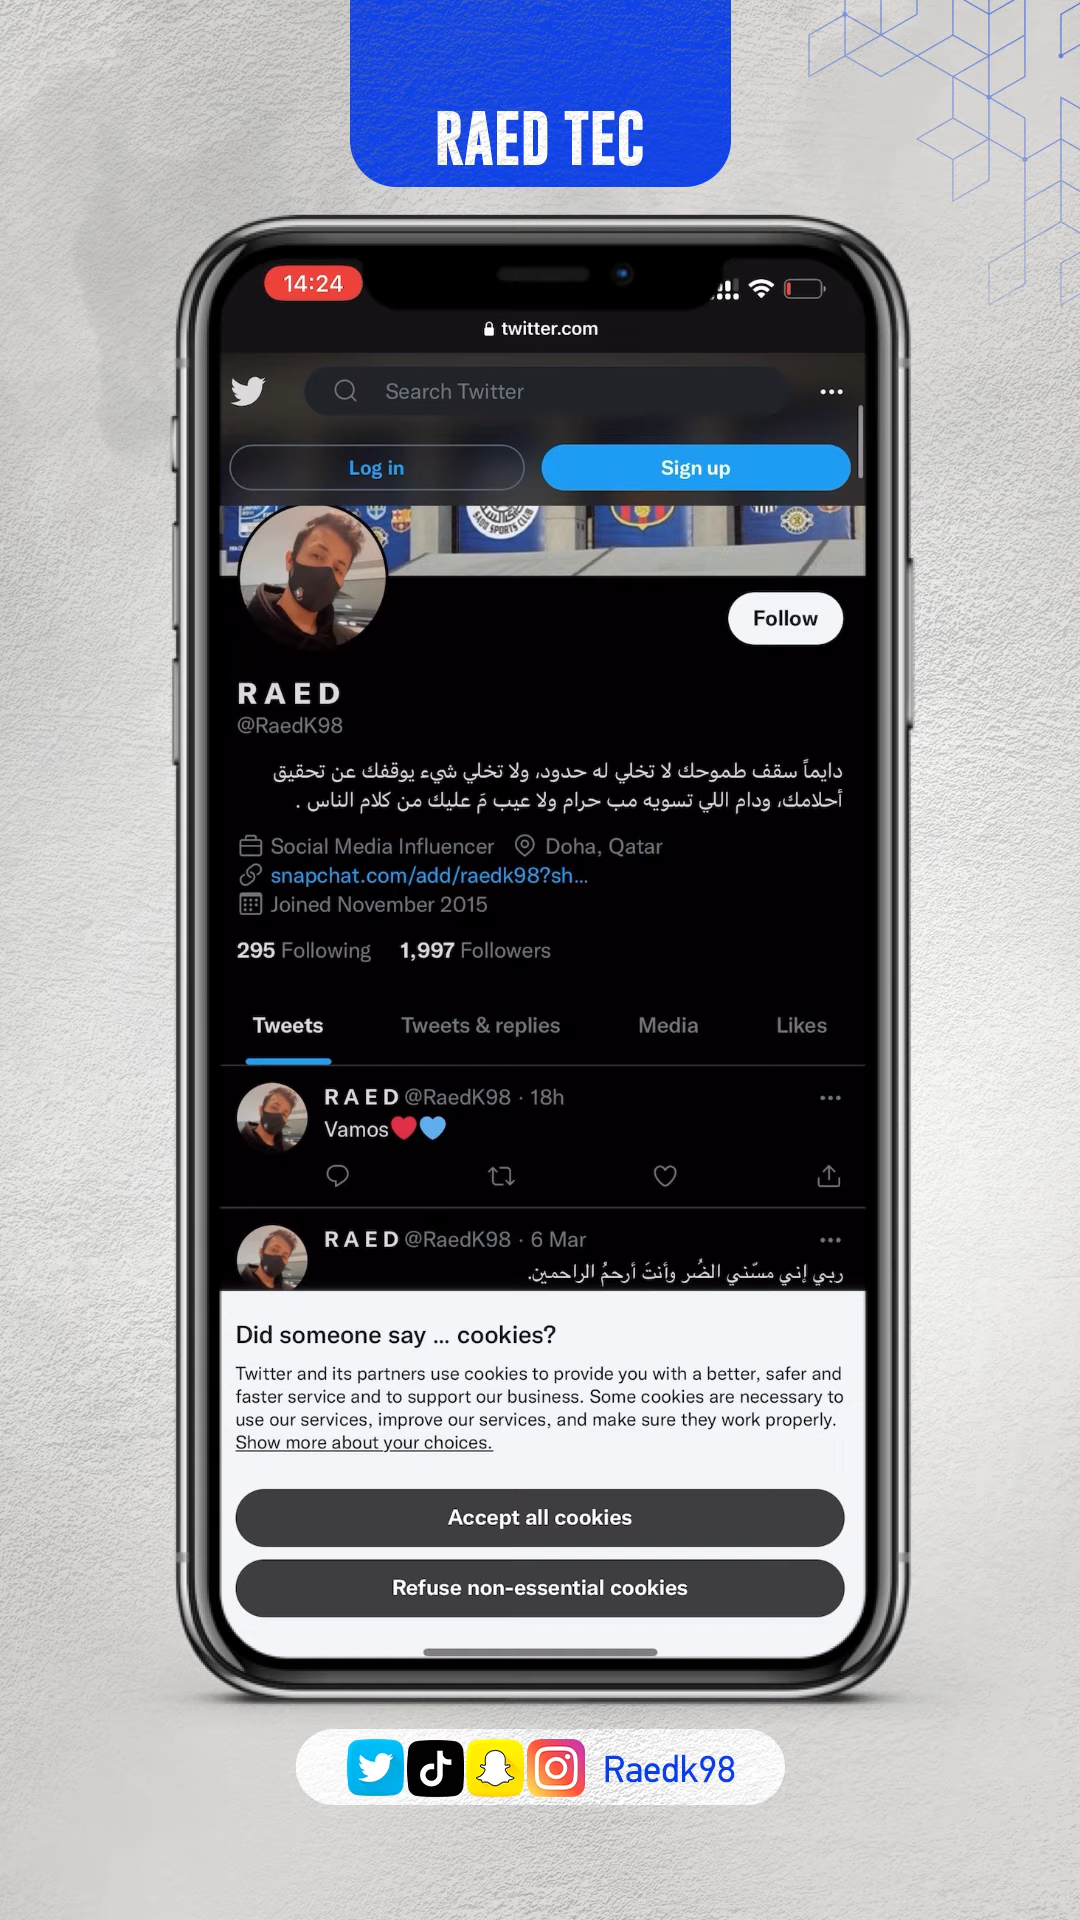 RAED TEC
14:24
twitter.com
Search Twitter
Log in
Sign up
SADD SPORTS CLUB
Follow
R A E D
@RaedK98
دايماً سقف طموحك لا تخلي له حدود، ولا تخلي شيء يوقفك عن تحقيق
أحلامك، ودام اللي تسويه مب حرام ولا عيب مَ عليك من كلام الناس .
Social Media Influencer Doha, Qatar
snapchat.com/add/raedk98?sh...
Joined November 2015
295 Following 1,997 Followers
Tweets Tweets & replies Media Likes
R A E D @RaedK98 · 18h
Vamos❤️💙
R A E D @RaedK98 · 6 Mar
ربي إني مسّني الضُر وأنتَ أرحمُ الراحمين.
Did someone say ... cookies?
Twitter and its partners use cookies to provide you with a better, safer and
faster service and to support our business. Some cookies are necessary to
use our services, improve our services, and make sure they work properly.
Show more about your choices.
Accept all cookies
Refuse non-essential cookies
Raedk98